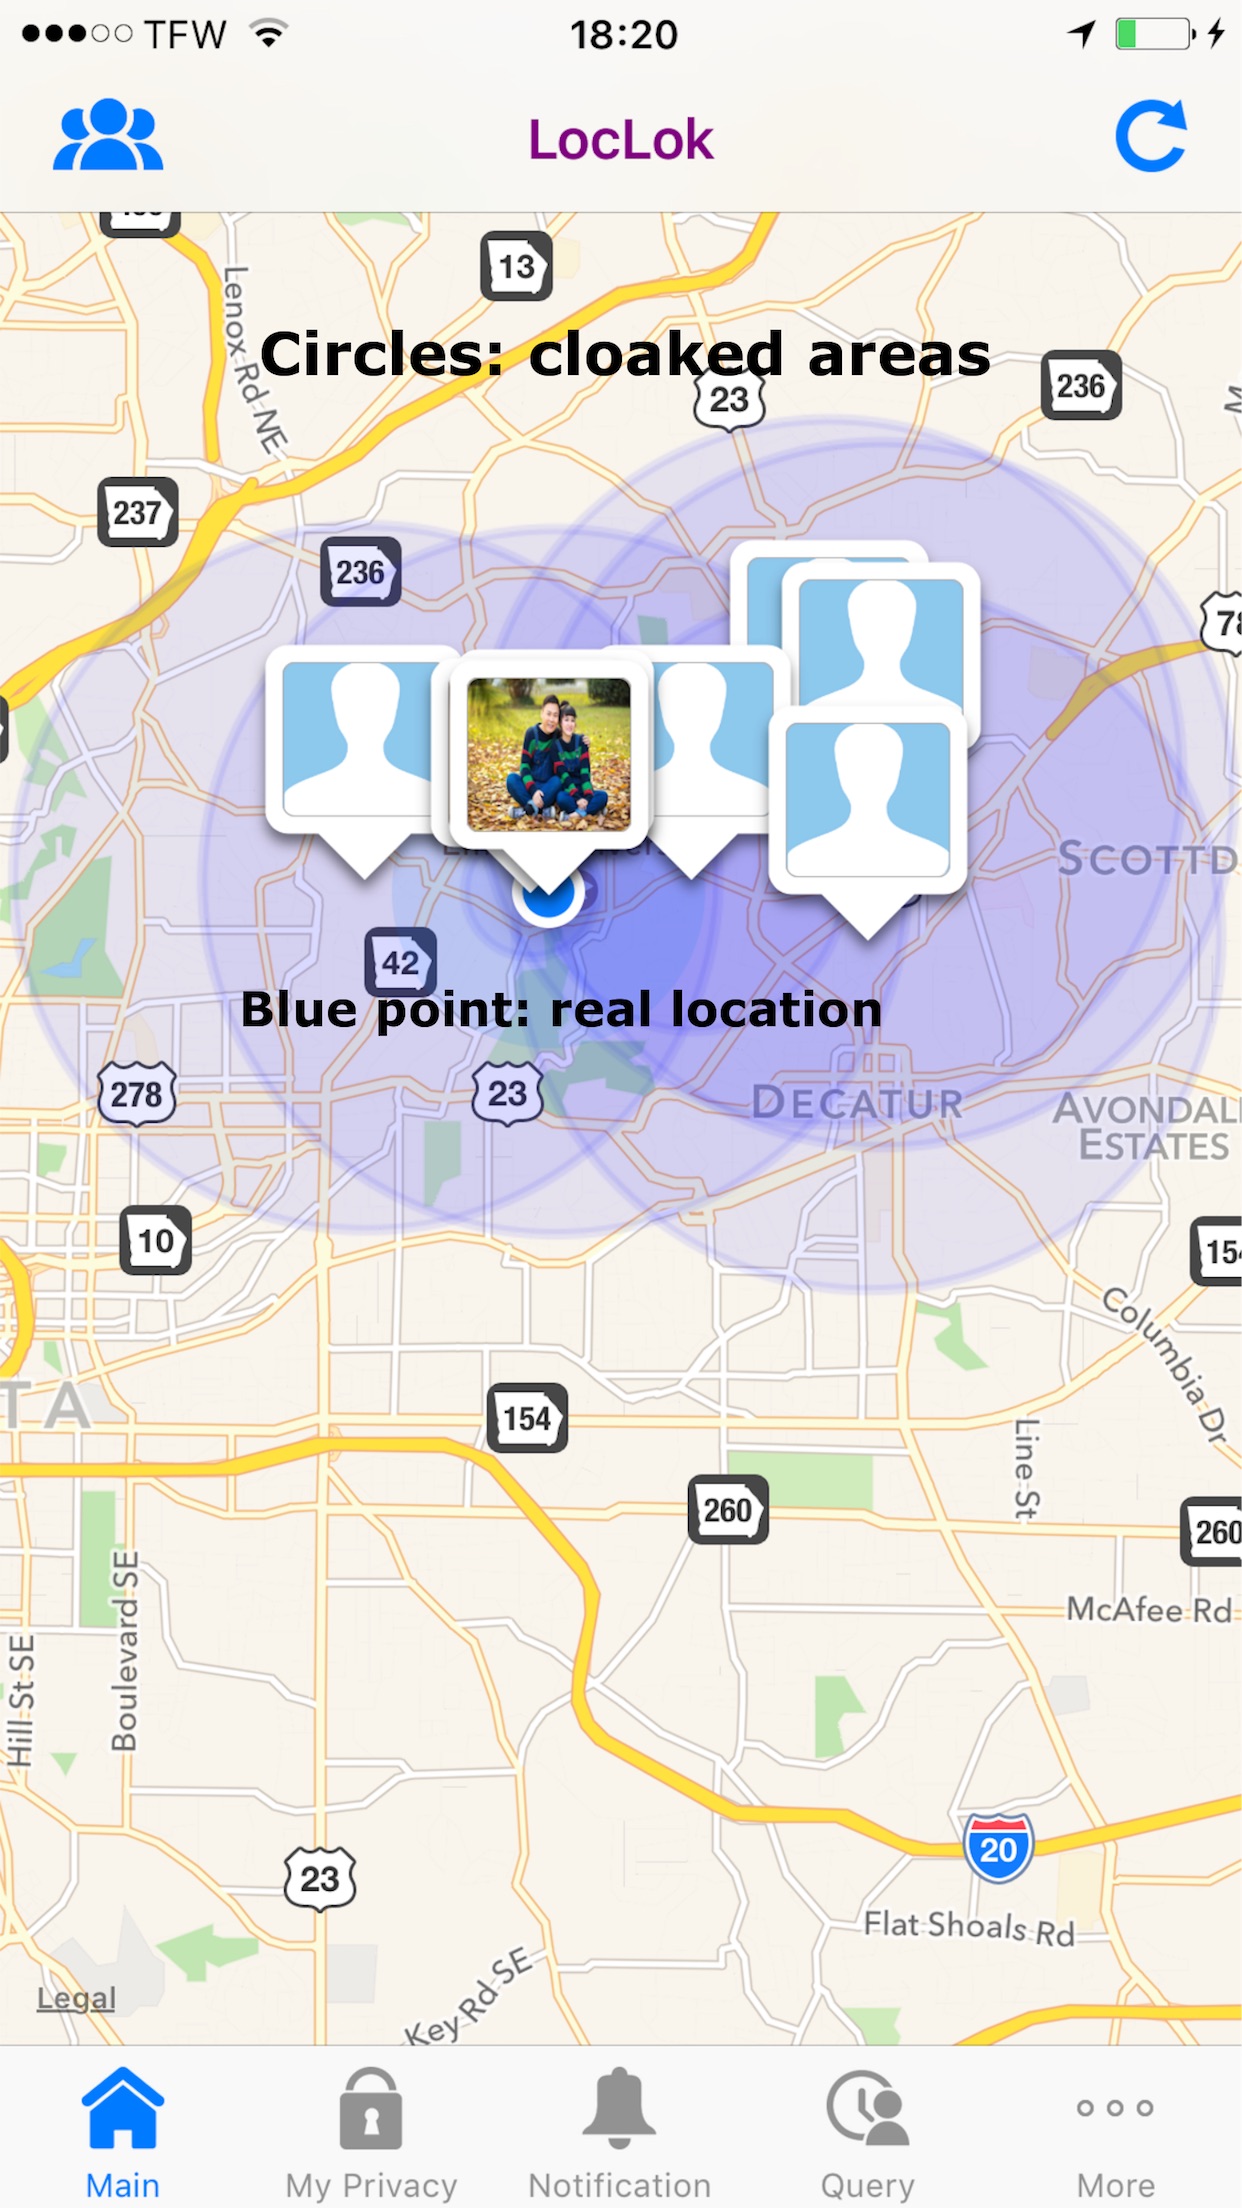 TFW
18:20
LocLok
13
Lenox Rd NE
Circles: cloaked areas
23
236
237
236
SCOTTD
42
Blue point: real location
278
23
DECATUR
AVONDAL
ESTATES
10
154
TA
Columbia Dr
154
Line St
260
260
McAfee Rd
Boulevard SE
Hill St SE
20
23
Flat Shoals Rd
Key Rd SE
Legal
Main
My Privacy
Notification
Query
More